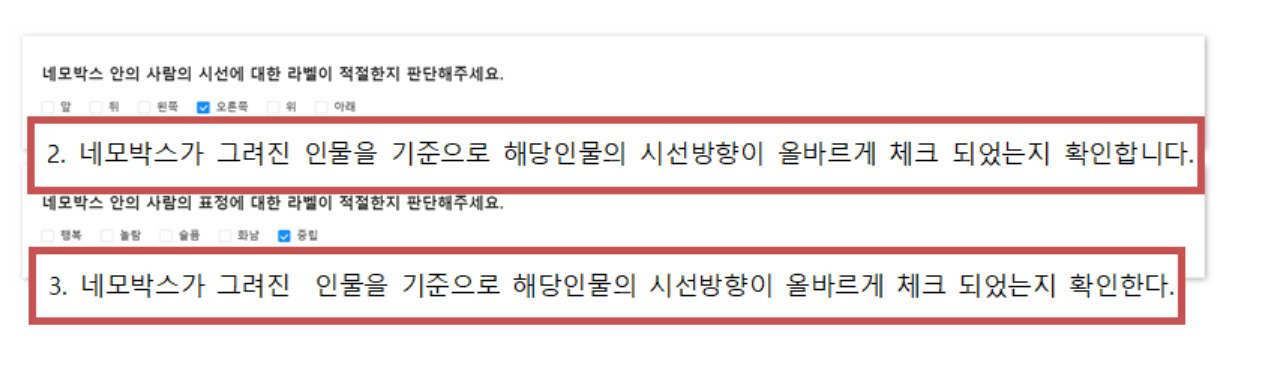 네모박스 안의 사람의 시선에 대한 라벨이 적절한지 판단해주세요.
앞 뒤 왼쪽 오른쪽 위 아래
2. 네모박스가 그려진 인물을 기준으로 해당인물의 시선방향이 올바르게 체크 되었는지 확인합니다.
네모박스 안의 사람의 표정에 대한 라벨이 적절한지 판단해주세요.
행복 놀람 슬픔 화남 중립
3. 네모박스가 그려진 인물을 기준으로 해당인물의 시선방향이 올바르게 체크 되었는지 확인한다.